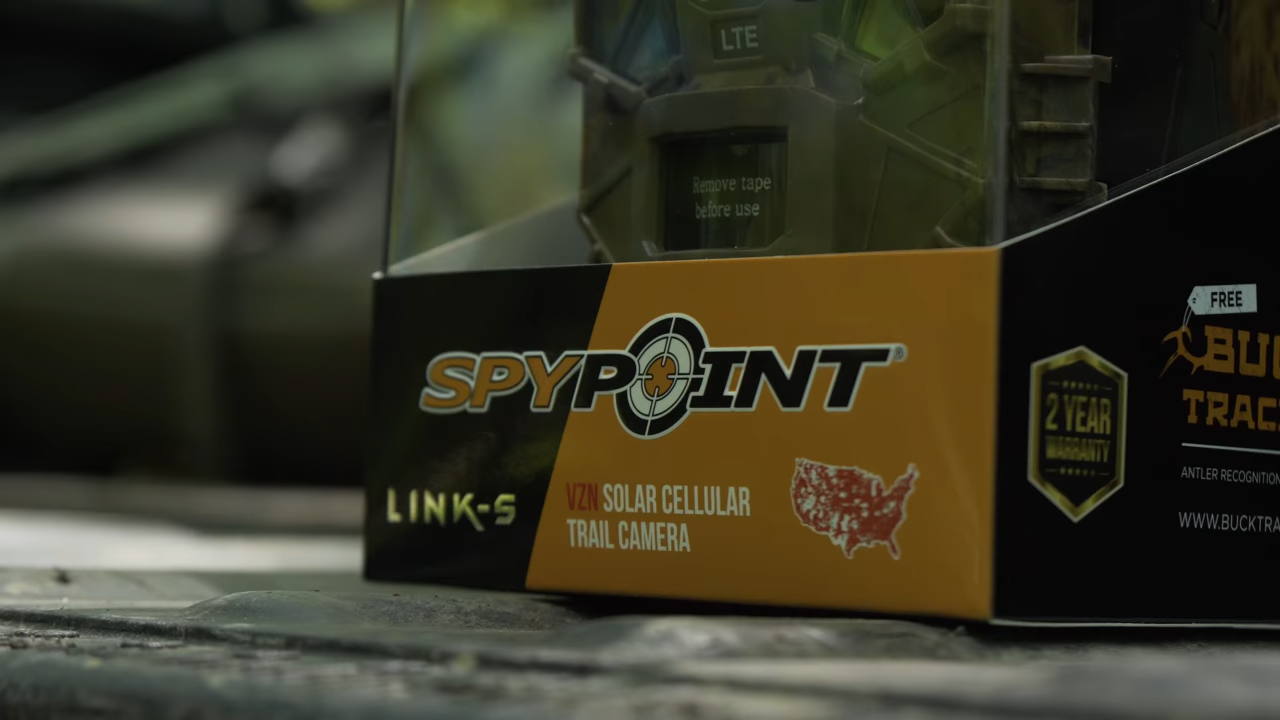 LTE
Remove tape
before use
SPYPOINT®
LINK-S
VZN SOLAR CELLULAR
TRAIL CAMERA
2 YEAR
WARRANTY
FREE
ANTLER RECOGNITION